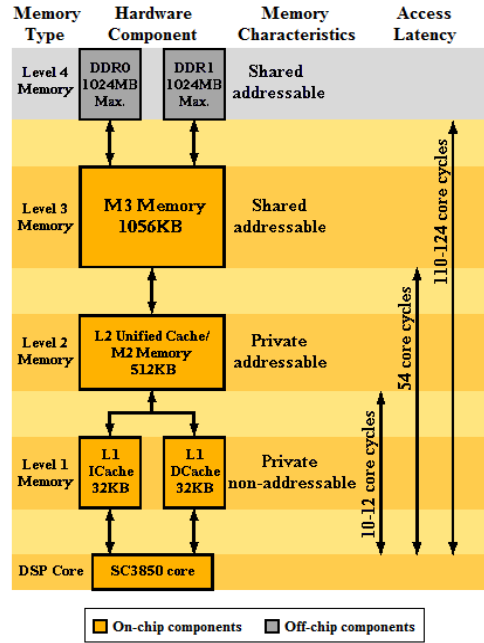 Memory Type
Hardware Component
Memory Characteristics
Access Latency
Level 4 Memory
DDR0 1024MB Max.
DDR1 1024MB Max.
Shared addressable
Level 3 Memory
M3 Memory 1056KB
Shared addressable
Level 2 Memory
L2 Unified Cache/ M2 Memory 512KB
Private addressable
Level 1 Memory
L1 ICache 32KB
L1 DCache 32KB
Private non-addressable
10-12 core cycles
54 core cycles
110-124 core cycles
DSP Core
SC3850 core
On-chip components
Off-chip components